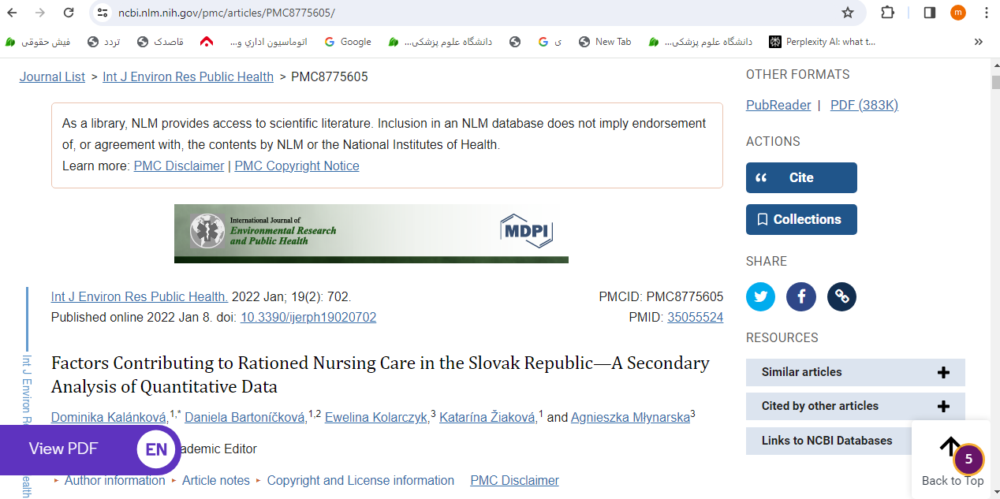 ncbi.nlm.nih.gov/pmc/articles/PMC8775605/
m
فیش حقوقی
تردد
قاصدک
اتوماسیون اداري و...
Google
دانشگاه علوم پزشکی...
ی
New Tab
دانشگاه علوم پزشکی...
Perplexity AI: what t...
Journal List > Int J Environ Res Public Health > PMC8775605
As a library, NLM provides access to scientific literature. Inclusion in an NLM database does not imply endorsement
of, or agreement with, the contents by NLM or the National Institutes of Health.
Learn more: PMC Disclaimer | PMC Copyright Notice
International Journal of
Environmental Research
and Public Health
MDPI
Int J Environ Res Public Health. 2022 Jan; 19(2): 702.
Published online 2022 Jan 8. doi: 10.3390/ijerph19020702
PMCID: PMC8775605
PMID: 35055524
Factors Contributing to Rationed Nursing Care in the Slovak Republic—A Secondary
Analysis of Quantitative Data
Dominika Kalánková,1,* Daniela Bartoníčková,1,2 Ewelina Kolarczyk,3 Katarína Žiaková,1 and Agnieszka Młynarska3
ademic Editor
Author information Article notes Copyright and License information PMC Disclaimer
Int J Environ R
ealth
View PDF
EN
OTHER FORMATS
PubReader | PDF (383K)
ACTIONS
Cite
Collections
SHARE
RESOURCES
Similar articles
Cited by other articles
Links to NCBI Databases
5
Back to Top